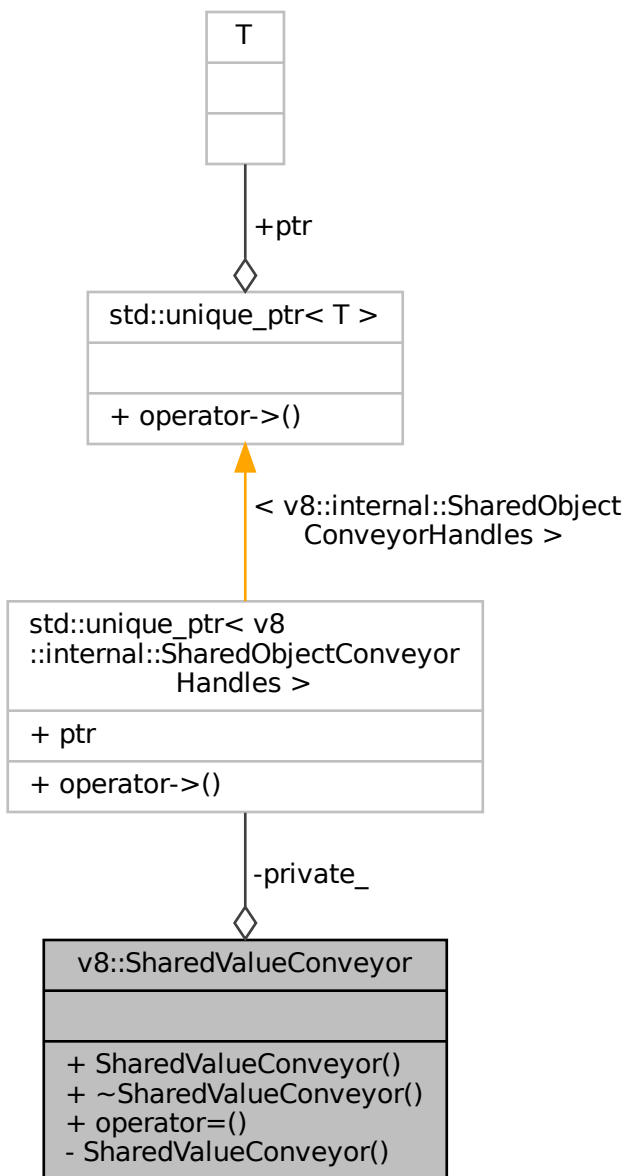 T
+ptr
std::unique_ptr< T >
+ operator->()
< v8::internal::SharedObject
ConveyorHandles >
std::unique_ptr< v8
::internal::SharedObjectConveyor
Handles >
+ ptr
+ operator->()
-private_
v8::SharedValueConveyor
+ SharedValueConveyor()
+ ~SharedValueConveyor()
+ operator=()
- SharedValueConveyor()